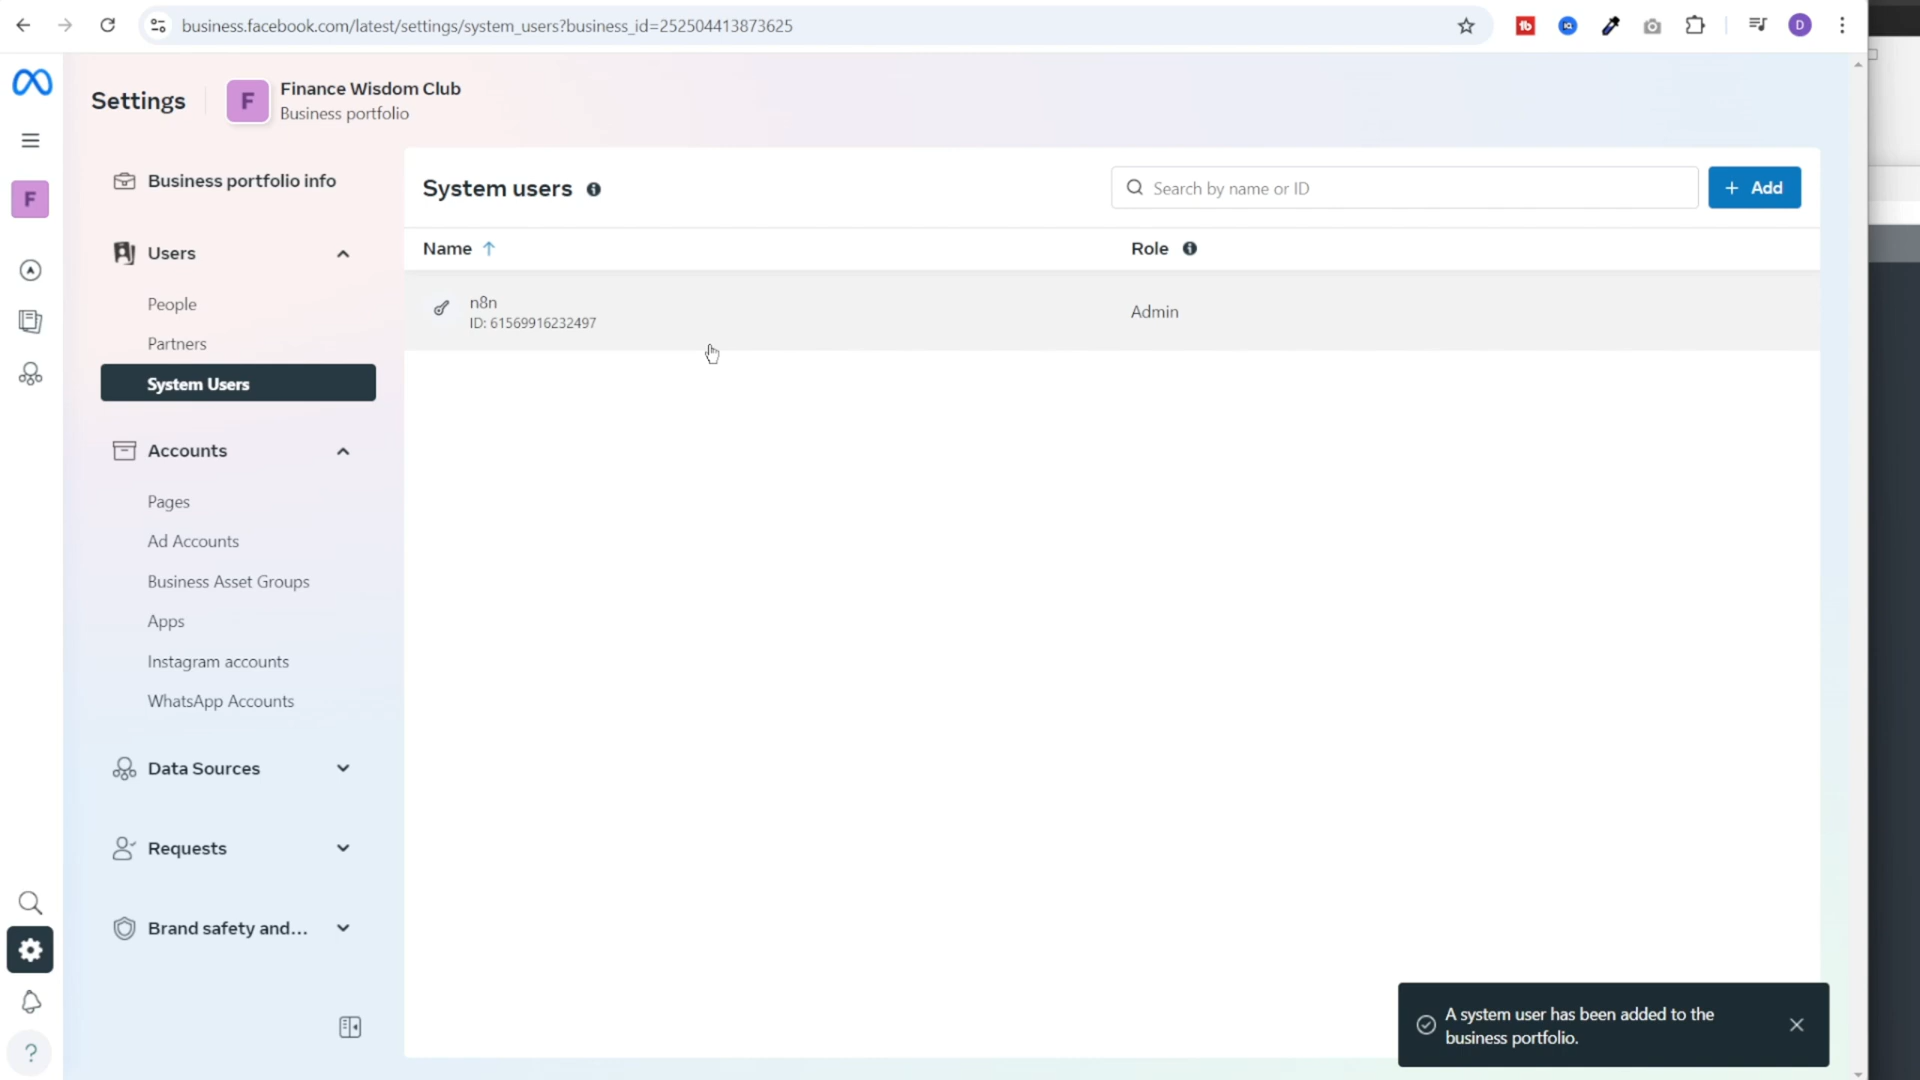 business.facebook.com/latest/settings/system_users?business_id=252504413873625
D
Settings
F
Finance Wisdom Club
Business portfolio
F
Business portfolio info
Users
People
Partners
System Users
Accounts
Pages
Ad Accounts
Business Asset Groups
Apps
Instagram accounts
WhatsApp Accounts
Data Sources
Requests
Brand safety and...
System users
Search by name or ID
+ Add
Name
Role
n8n
ID: 61569916232497
Admin
A system user has been added to the
business portfolio.